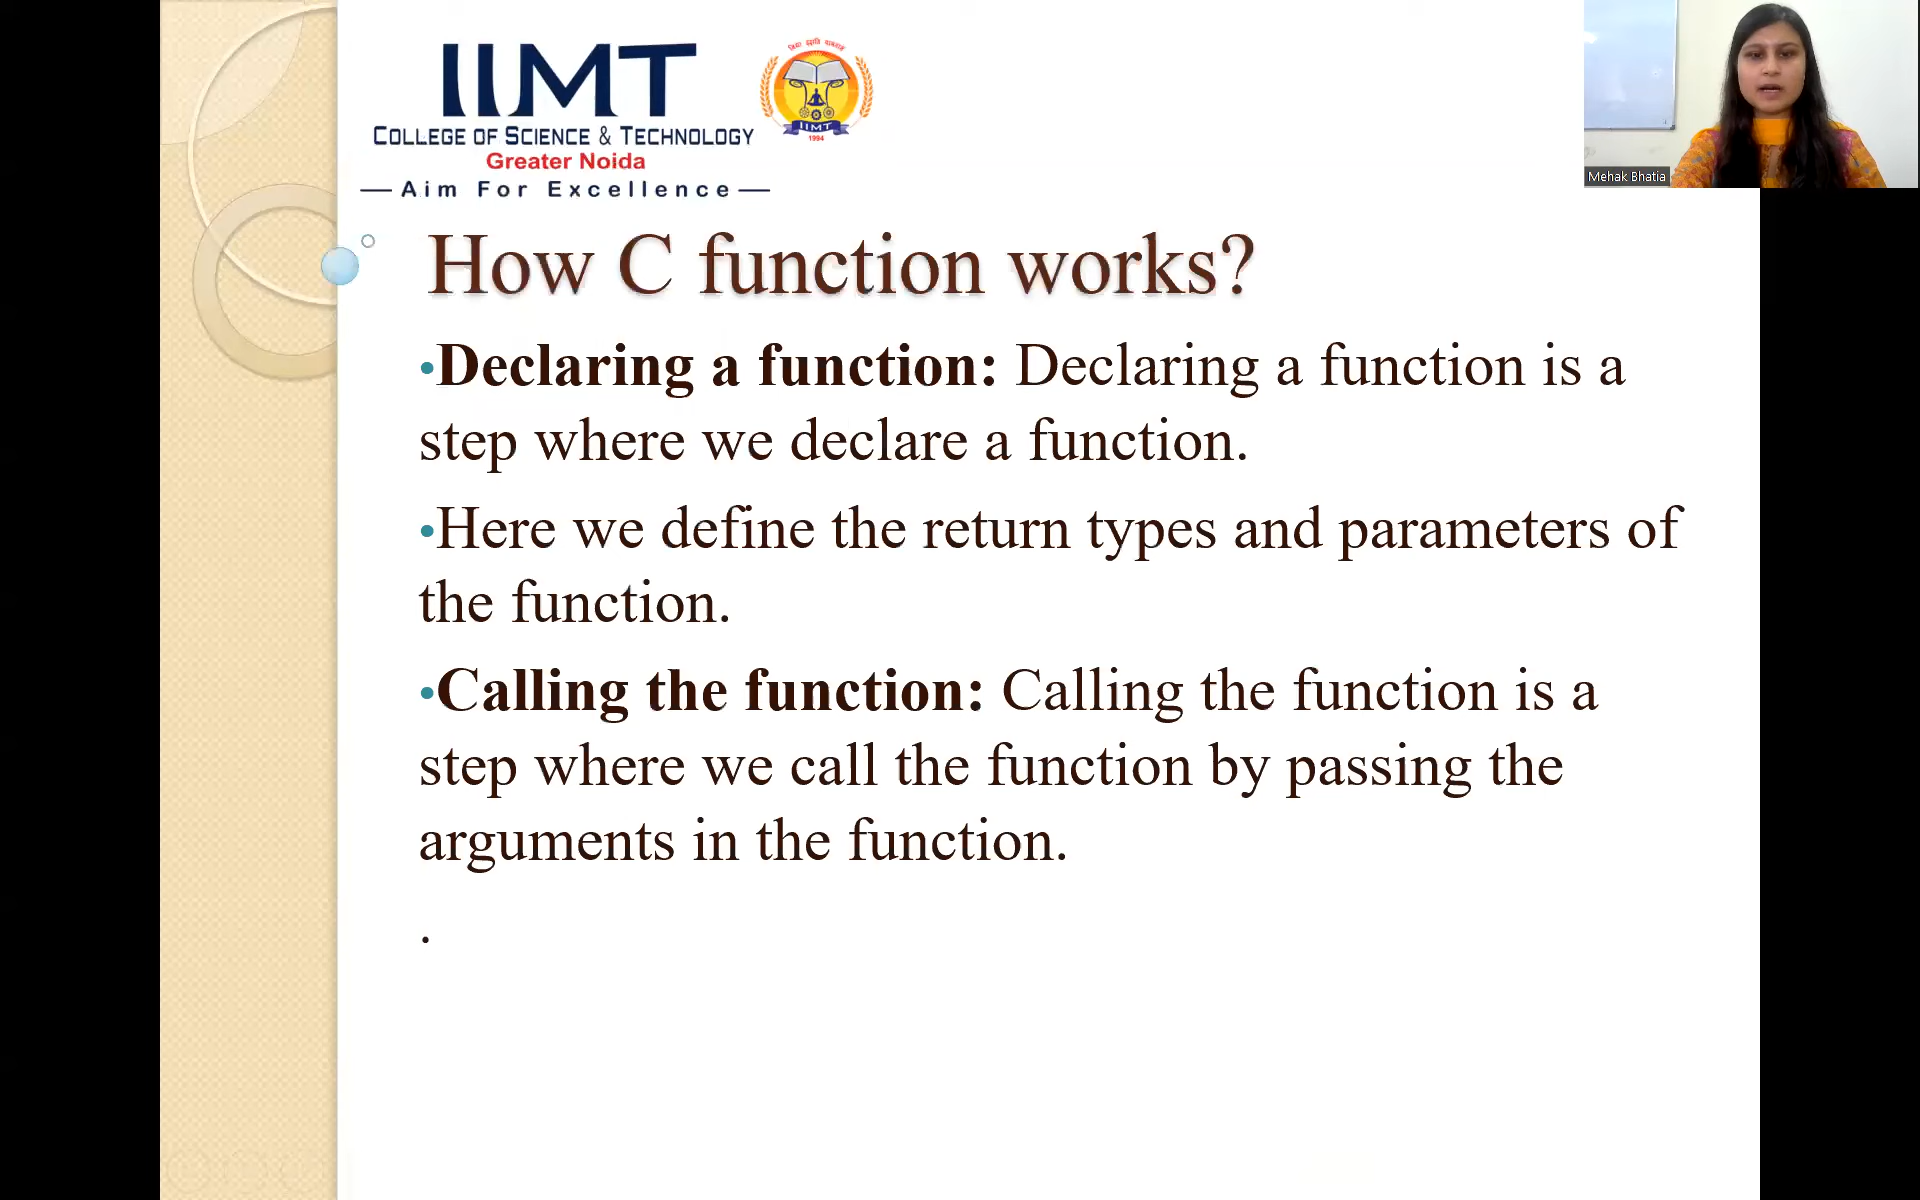 IIMT
COLLEGE OF SCIENCE & TECHNOLOGY
Greater Noida
Aim For Excellence
IIMT
1994
Mehak Bhatia
How C function works?
•Declaring a function: Declaring a function is a
step where we declare a function.
•Here we define the return types and parameters of
the function.
•Calling the function: Calling the function is a
step where we call the function by passing the
arguments in the function.
.